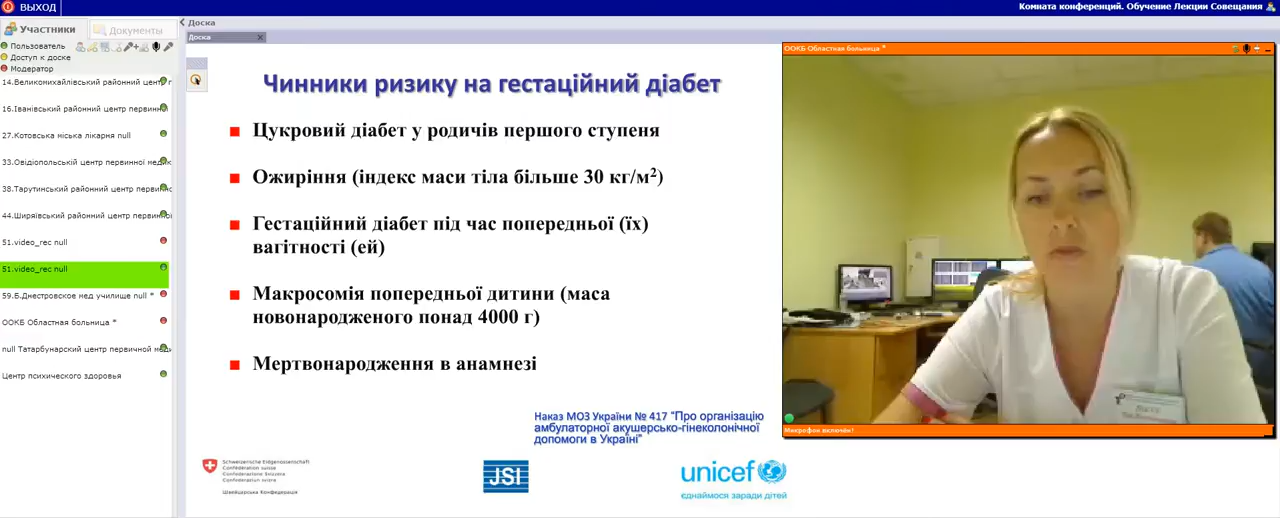 ВЫХОД
Комната конференций. Обучение Лекции Совещания
Участники
Документы
Пользователь
Доступ к доске
Модератор
14.Великомихайлівський районний центр п
16.Іванівський районний центр первинної
27.Котовська міська лікарня null
33.Овідіопольський центр первинної медик
38.Тарутинський районний центр первинно
44.Ширяївський районний центр первинної
51.video_rec null
51.video_rec null
59.Б.Днестровское мед училище null *
ООКБ Областная больница *
null Татарбунарский центр первичной меди
Центр психического здоровья
Доска
Доска
Чинники ризику на гестаційний діабет
Цукровий діабет у родичів першого ступеня
Ожиріння (індекс маси тіла більше 30 кг/м²)
Гестаційний діабет під час попередньої (їх)
вагітності (ей)
Макросомія попередньої дитини (маса
новонародженого понад 4000 г)
Мертвонародження в анамнезі
Наказ МОЗ України № 417 "Про організацію
амбулаторної акушерсько-гінеколонічної
допомоги в Україні"
Schweizerische Eidgenossenschaft
Confédération suisse
Confederazione Svizzera
Confederaziun svizra
Швейцарська Конфедерація
JSI
unicef
єднаймося заради дітей
ООКБ Областная больница *
Микрофон включён!